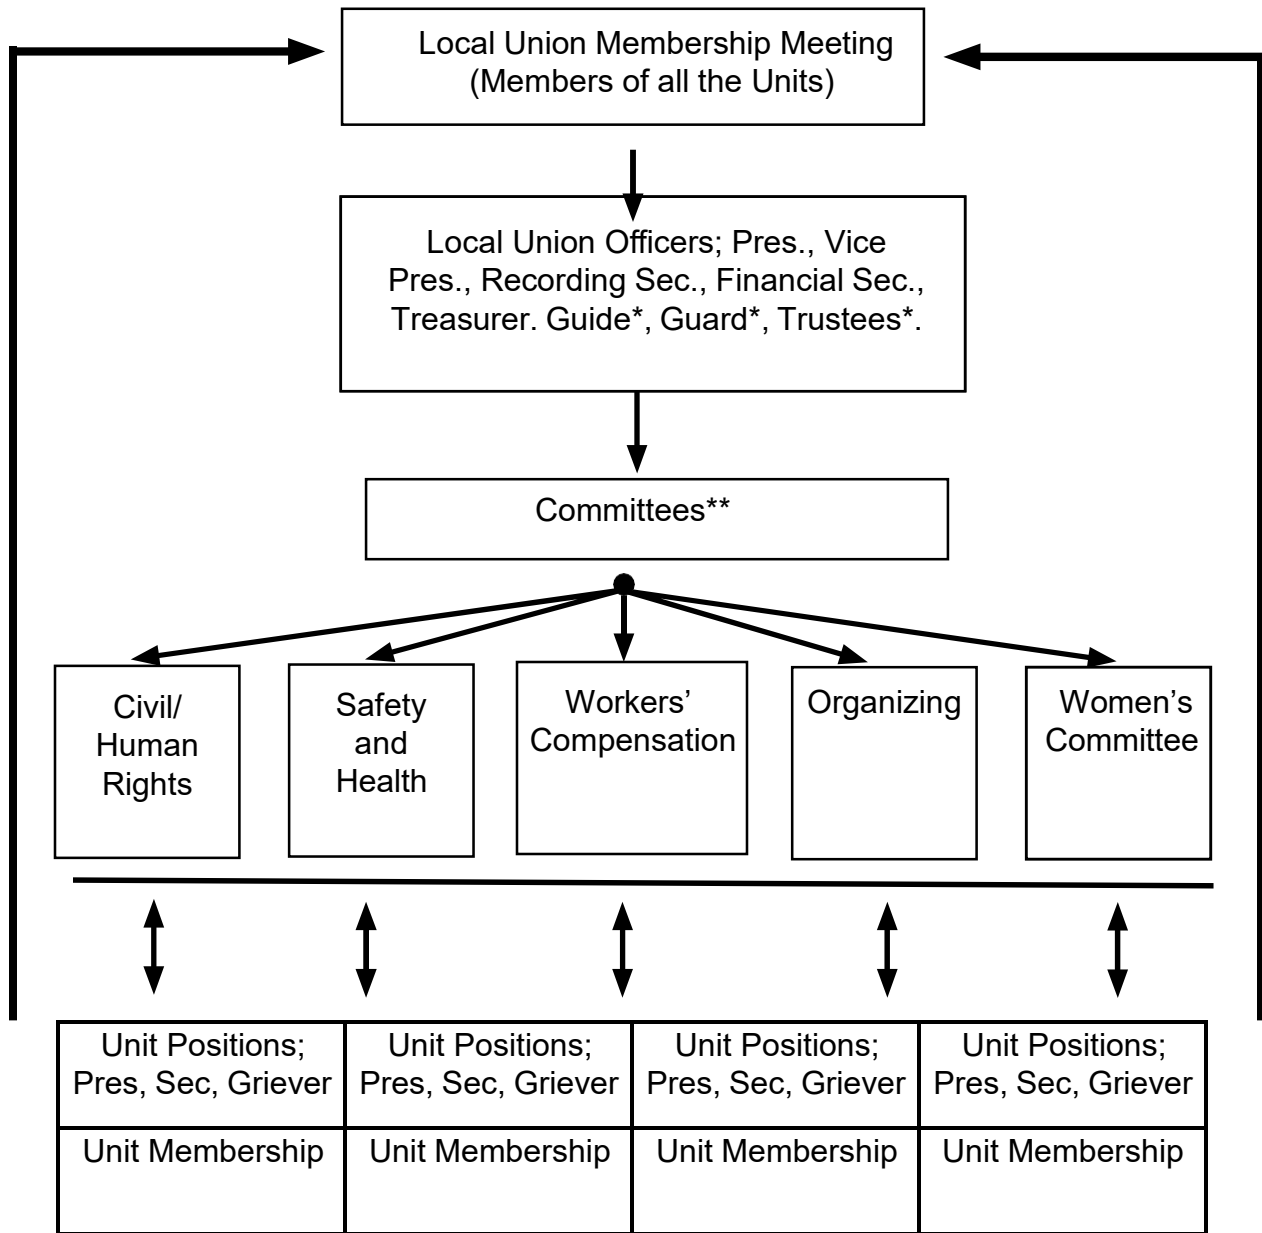 Local Union Membership Meeting
(Members of all the Units)
Local Union Officers; Pres., Vice
Pres., Recording Sec., Financial Sec.,
Treasurer. Guide*, Guard*, Trustees*.
Committees**
Civil/
Human
Rights
Safety
and
Health
Workers’
Compensation
Organizing
Women’s
Committee
Unit Positions;
Pres, Sec, Griever
Unit Positions;
Pres, Sec, Griever
Unit Positions;
Pres, Sec, Griever
Unit Positions;
Pres, Sec, Griever
Unit Membership
Unit Membership
Unit Membership
Unit Membership